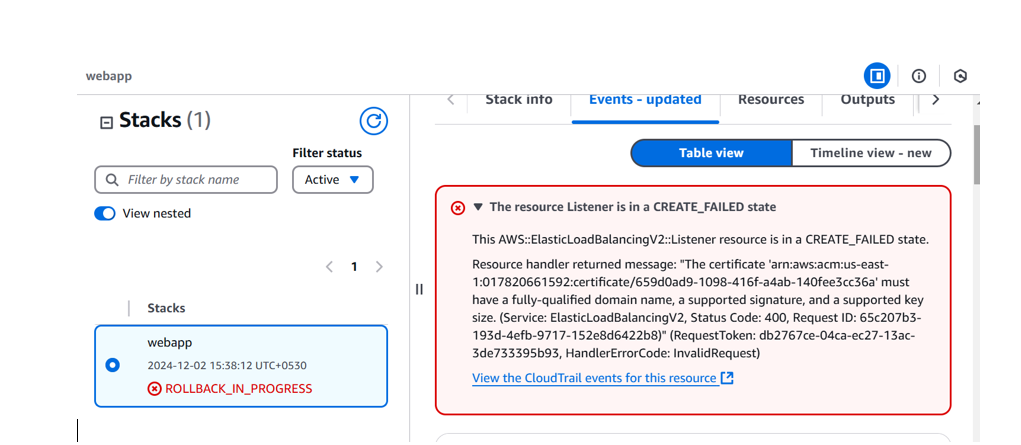 webapp
Stacks (1)
Filter status
Filter by stack name
Active
View nested
1
Stacks
webapp
2024-12-02 15:38:12 UTC+0530
ROLLBACK_IN_PROGRESS
Stack info
Events - updated
Resources
Outputs
Table view
Timeline view - new
The resource Listener is in a CREATE_FAILED state
This AWS::ElasticLoadBalancingV2::Listener resource is in a CREATE_FAILED state.
Resource handler returned message: "The certificate 'arn:aws:acm:us-east-
1:017820661592:certificate/659d0ad9-1098-416f-a4ab-140fee3cc36a' must
have a fully-qualified domain name, a supported signature, and a supported key
size. (Service: ElasticLoadBalancingV2, Status Code: 400, Request ID: 65c207b3-
193d-4efb-9717-152e8d6422b8)" (RequestToken: db2767ce-04ca-ec27-13ac-
3de733395b93, HandlerErrorCode: InvalidRequest)
View the CloudTrail events for this resource